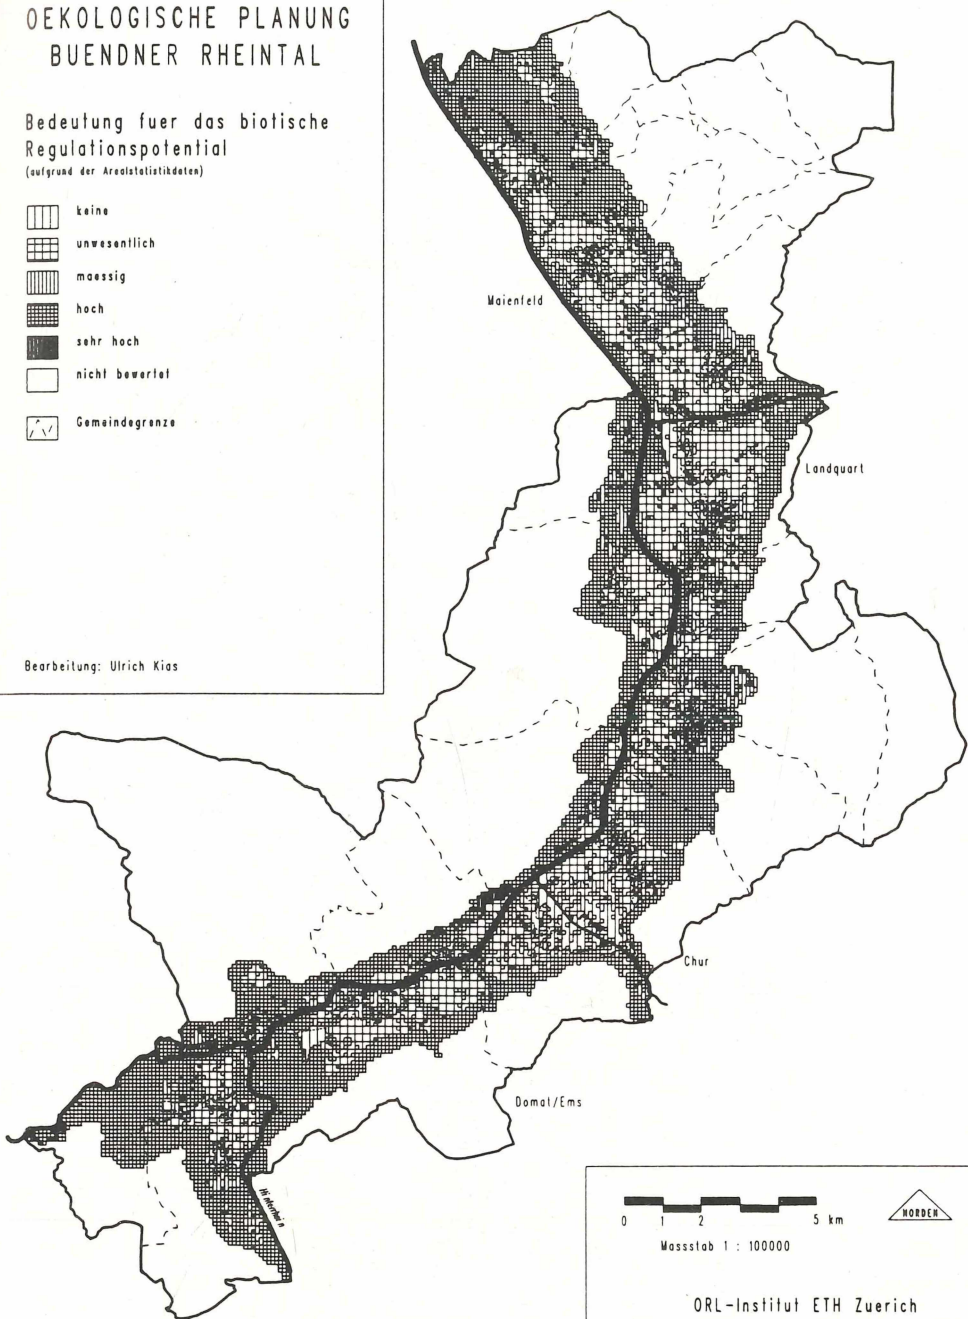 OEKOLOGISCHE PLANUNG
BUENDNER RHEINTAL
Bedeutung fuer das biotische
Regulationspotential
(aufgrund der Arealstatistikdaten)
keine
unwesentlich
maessig
hoch
sehr hoch
nicht bewertet
Gemeindegrenze
Bearbeitung: Ulrich Kias
Maienfeld
Landquart
Chur
Domat/Ems
Hinterrhein
0 1 2 5 km
NORDEN
Massstab 1 : 100000
ORL-Institut ETH Zuerich